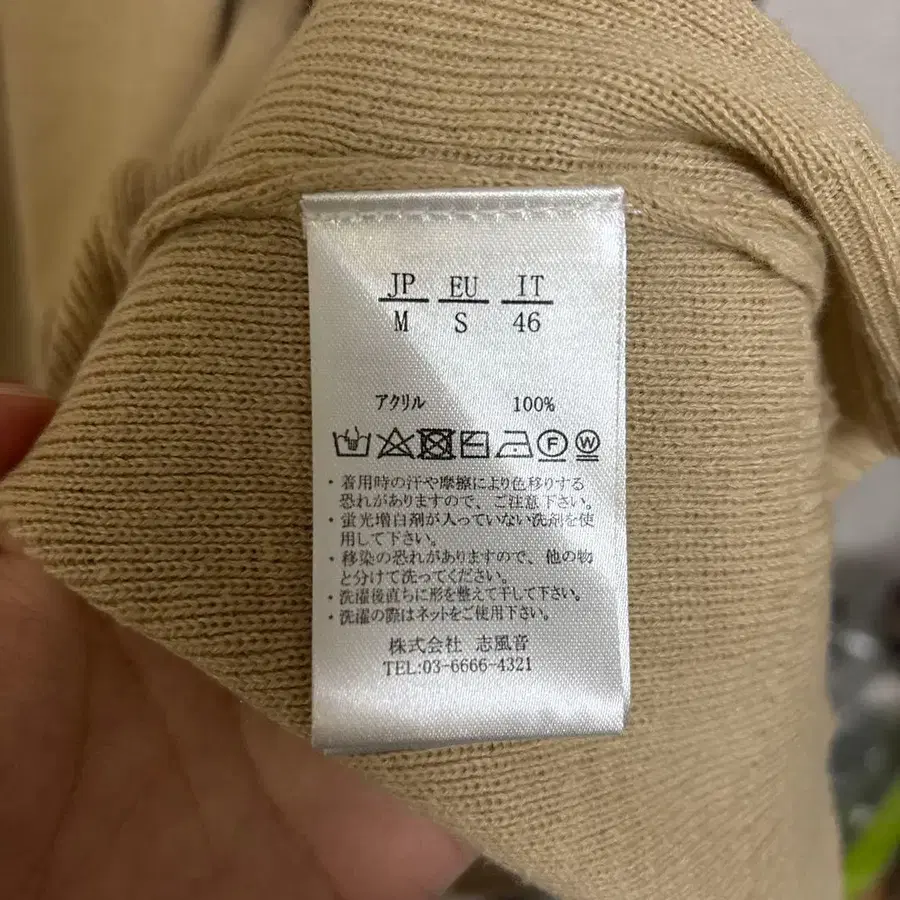 JP EU IT
M S 46
アクリル 100%
F W
・着用時の汗や摩擦により色移りする
恐れがありますので、ご注意下さい。
・蛍光増白剤が入っていない洗剤を使
用して下さい。
・移染の恐れがありますので、他の物
と分けて洗ってください。
・洗濯後直ちに形を整えて干して下さい。
・洗濯の際はネットをご使用下さい。
株式会社 志風音
TEL:03-6666-4321